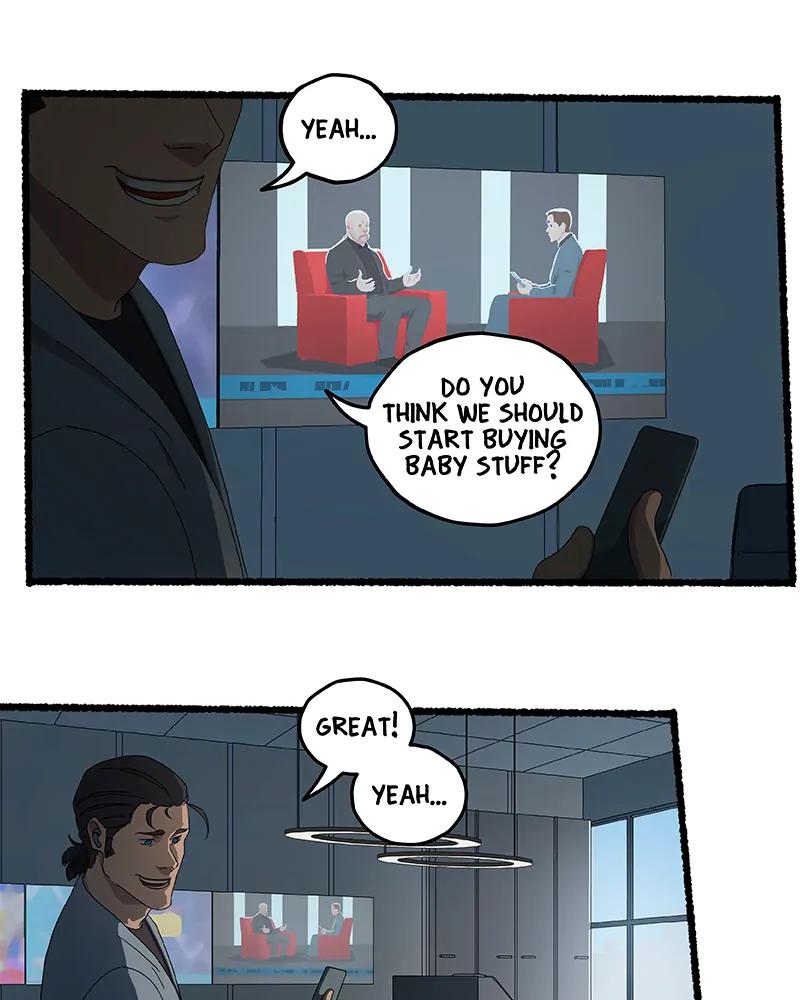 YEAH...
DO YOU
THINK WE SHOULD
START BUYING
BABY STUFF?
GREAT!
YEAH...